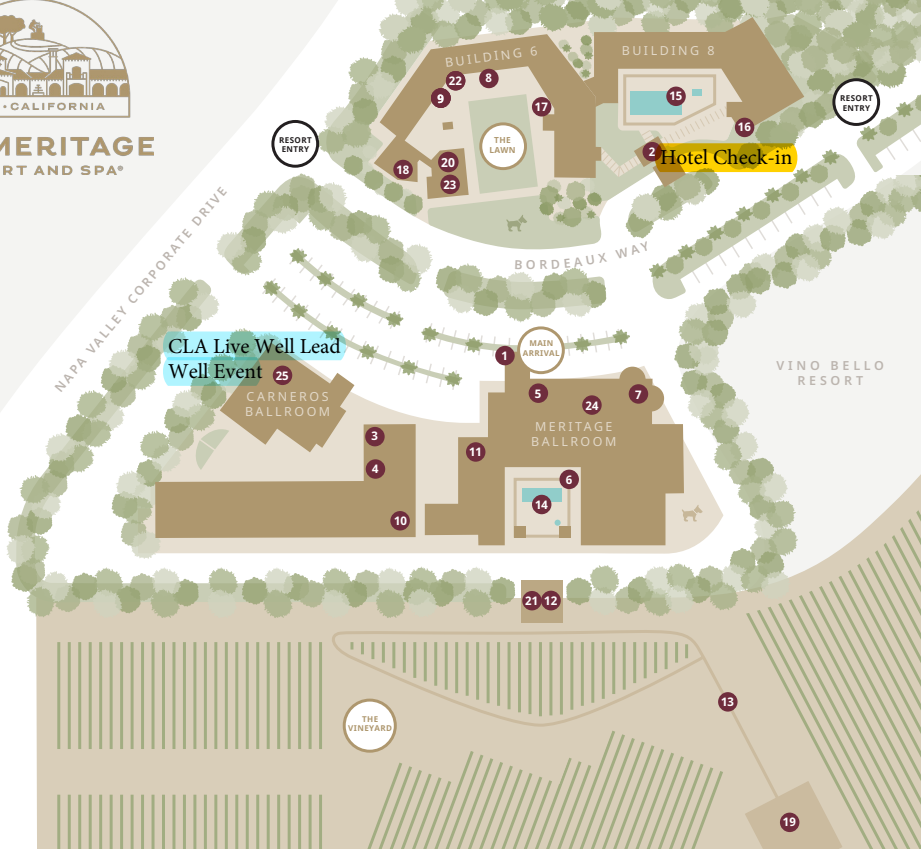 • CALIFORNIA
MERITAGE
RT AND SPA®
BUILDING 6
BUILDING 8
22
8
9
17
15
16
RESORT
ENTRY
RESORT
ENTRY
THE
LAWN
2
Hotel Check-in
18
20
23
NAPA VALLEY CORPORATE DRIVE
BORDEAUX WAY
CLA Live Well Lead
Well Event
25
CARNEROS
BALLROOM
1
MAIN
ARRIVAL
VINO BELLO
RESORT
5
24
7
MERITAGE
BALLROOM
3
4
10
11
6
14
21
12
THE
VINEYARD
13
19